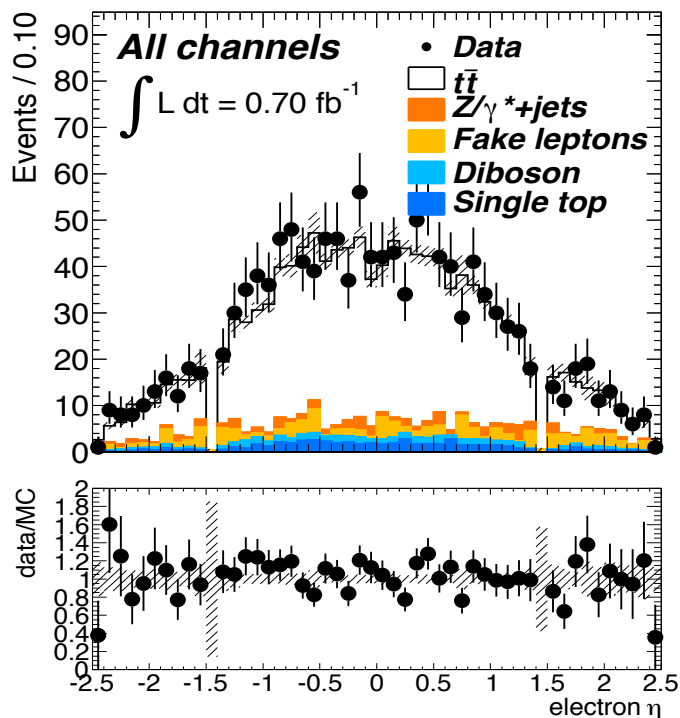 Events / 0.10
90
80
70
60
50
40
30
20
10
0
All channels
∫ L dt = 0.70 fb⁻¹
Data
tt̄
Z/γ*+jets
Fake leptons
Diboson
Single top
data/MC
2
1.8
1.6
1.4
1.2
1
0.8
0.6
0.4
0.2
0
-2.5 -2 -1.5 -1 -0.5 0 0.5 1 1.5 2 2.5
electron η